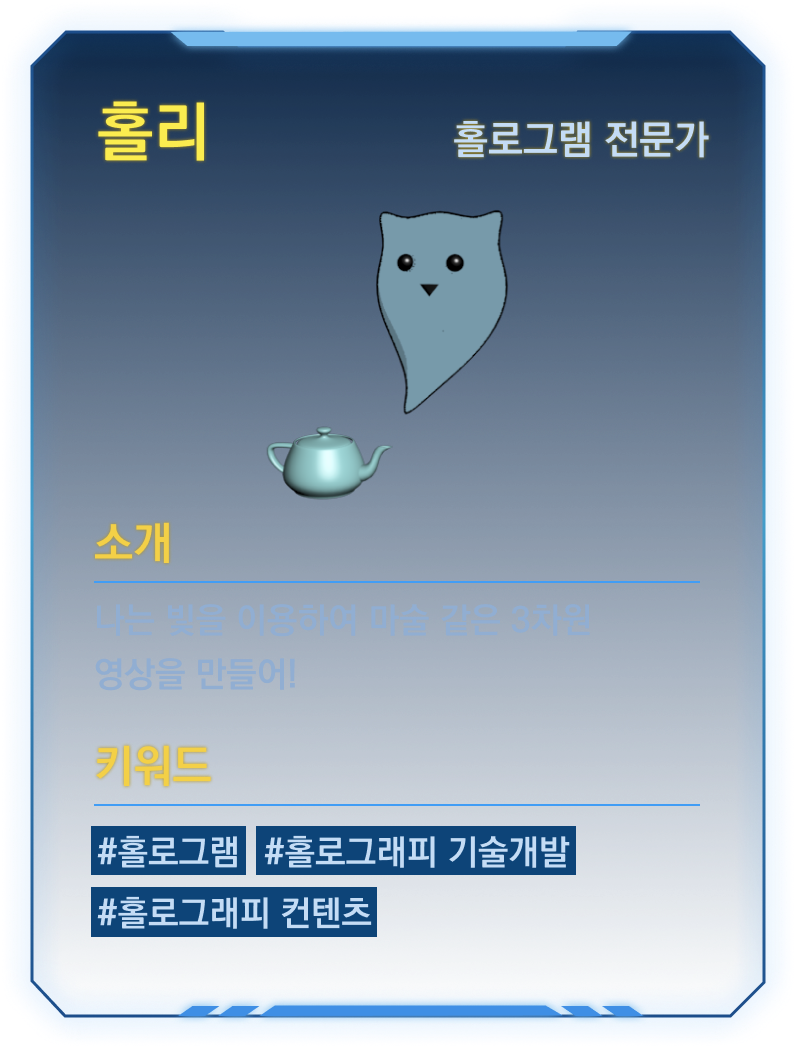 홀리
홀로그램 전문가
소개
나는 빛을 이용하여 마술 같은 3차원
영상을 만들어!
키워드
#홀로그램 #홀로그래피 기술개발
#홀로그래피 컨텐츠